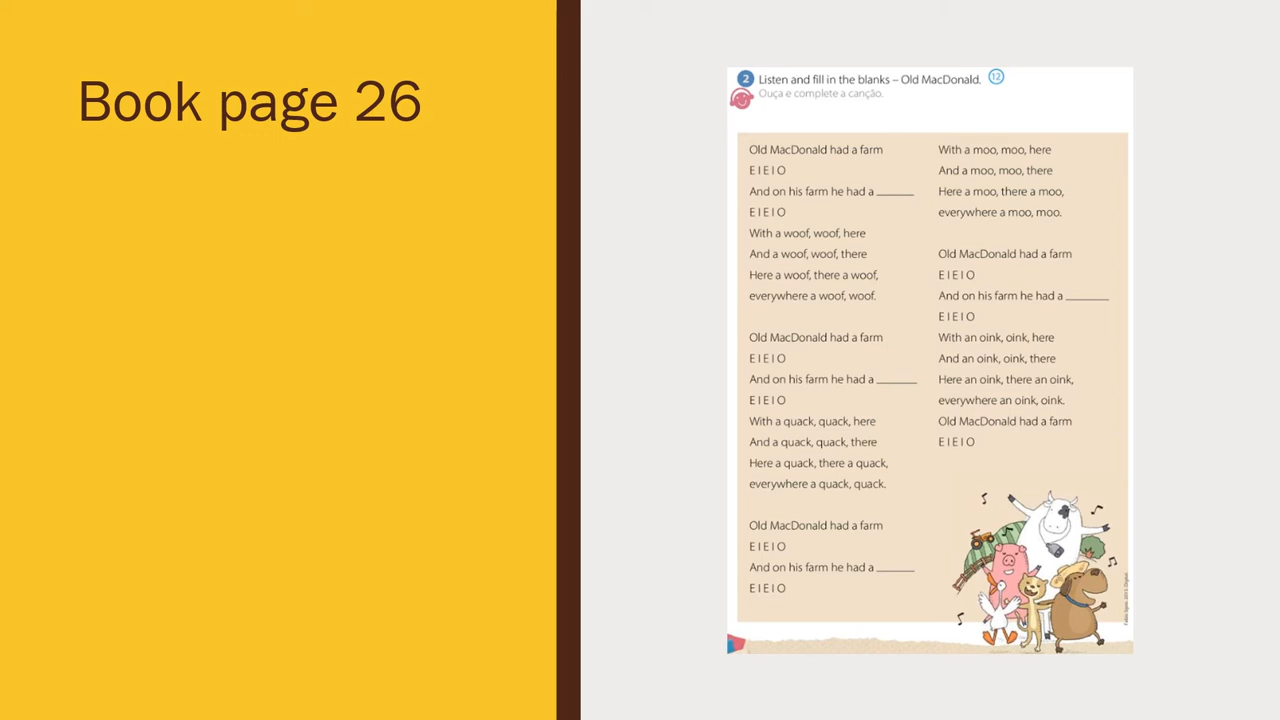 Book page 26
2 Listen and fill in the blanks – Old MacDonald. 12
Ouça e complete a canção.
Old MacDonald had a farm
E I E I O
And on his farm he had a ______
E I E I O
With a woof, woof, here
And a woof, woof, there
Here a woof, there a woof,
everywhere a woof, woof.
Old MacDonald had a farm
E I E I O
And on his farm he had a ______
E I E I O
With a quack, quack, here
And a quack, quack, there
Here a quack, there a quack,
everywhere a quack, quack.
Old MacDonald had a farm
E I E I O
And on his farm he had a ______
E I E I O
With a moo, moo, here
And a moo, moo, there
Here a moo, there a moo,
everywhere a moo, moo.
Old MacDonald had a farm
E I E I O
And on his farm he had a ______
E I E I O
With an oink, oink, here
And an oink, oink, there
Here an oink, there an oink,
everywhere an oink, oink.
Old MacDonald had a farm
E I E I O